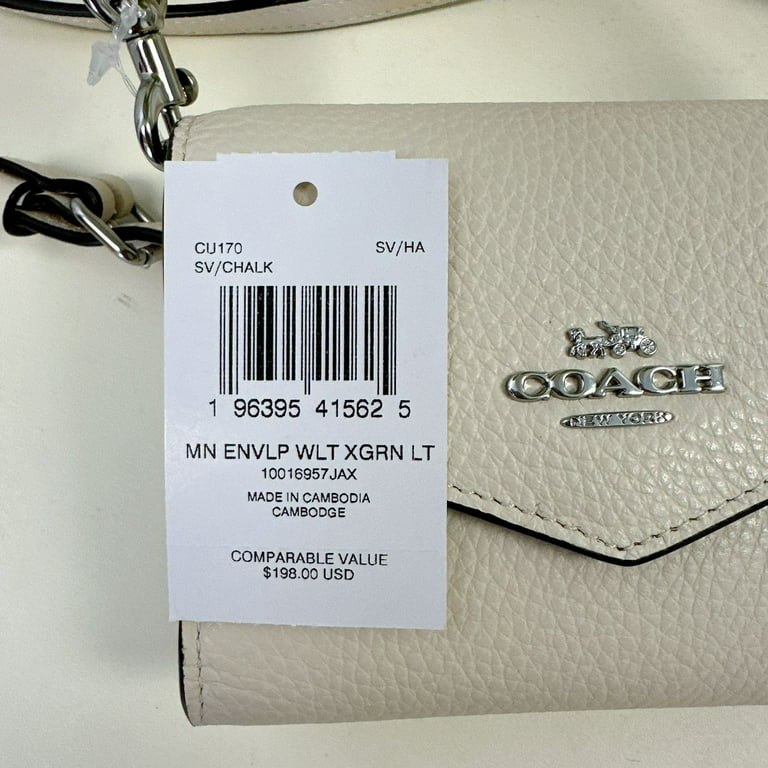 CU170 SV/HA
SV/CHALK
1 96395 41562 5
MN ENVLP WLT XGRN LT
10016957JAX
MADE IN CAMBODIA
CAMBODGE
COMPARABLE VALUE
$198.00 USD
COACH
NEW YORK